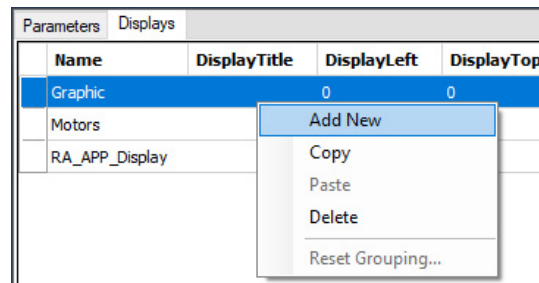 Parameters Displays
Name DisplayTitle DisplayLeft DisplayTop
Graphic 0 0
Add New
Motors
Copy
RA_APP_Display
Paste
Delete
Reset Grouping...